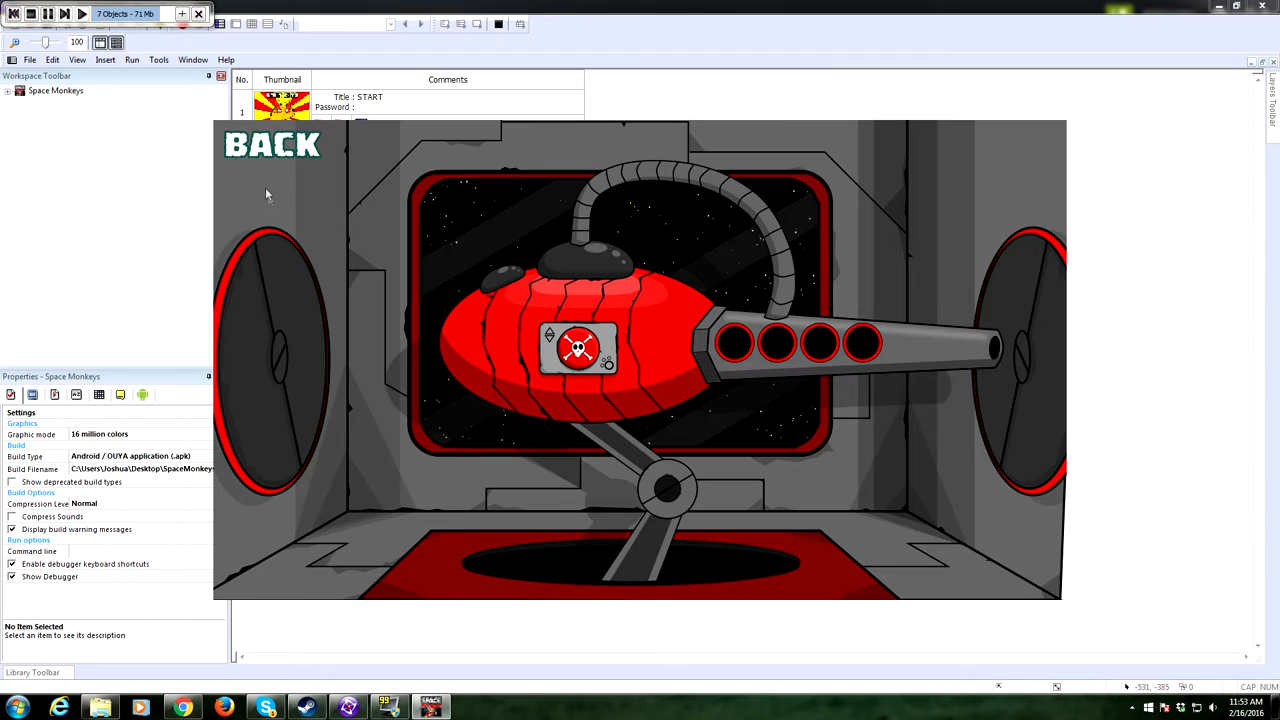 7 Objects - 71 Mb
100
File Edit View Insert Run Tools Window Help
Workspace Toolbar
Space Monkeys
No. Thumbnail Comments
Title : START
Password :
1
BACK
Layers Toolbar
Properties - Space Monkeys
Settings
Graphics
Graphic mode 16 million colors
Build
Build Type Android / OUYA application (.apk)
Build Filename C:\Users\Joshua\Desktop\SpaceMonkeys
Show deprecated build types
Build Options
Compression Leve Normal
Compress Sounds
Display build warning messages
Run options
Command line
Enable debugger keyboard shortcuts
Show Debugger
No Item Selected
Select an item to see its description
Library Toolbar
-531, -385 0 CAP NUM
99
11:53 AM
2/16/2016